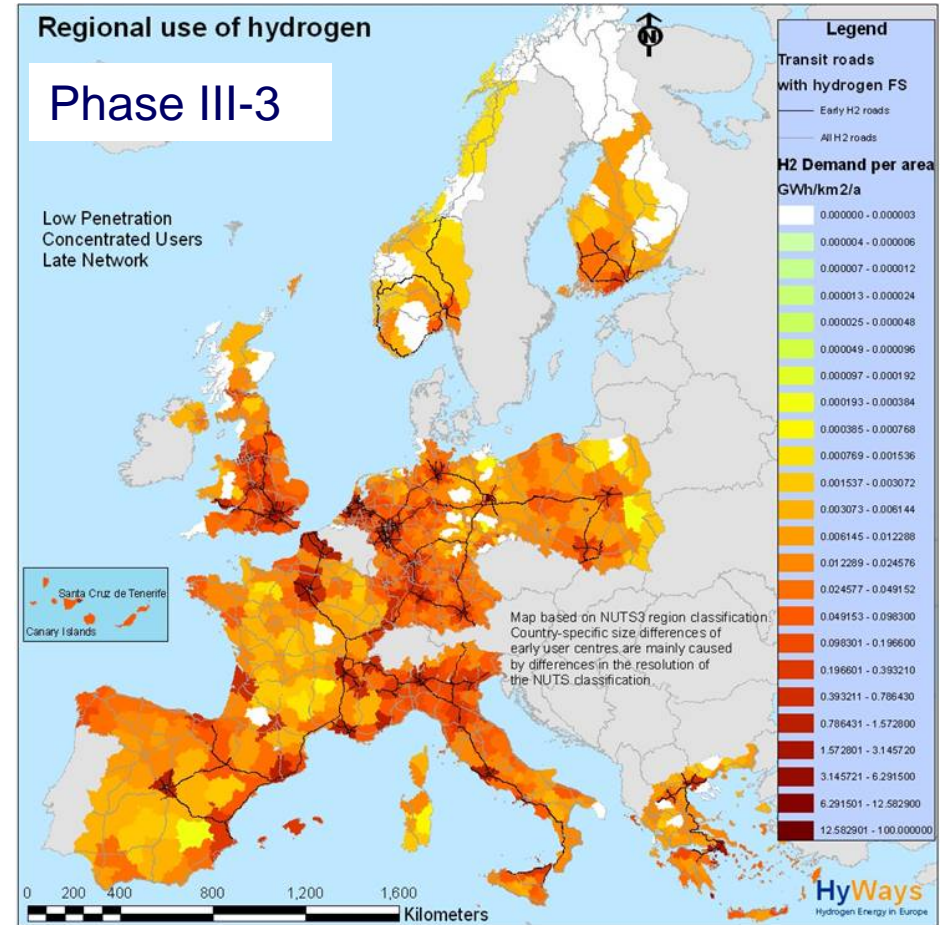 Regional use of hydrogen
Phase III-3
N
Low Penetration
Concentrated Users
Late Network
Santa Cruz de Tenerife
Canary Islands
Map based on NUTS3 region classification.
Country-specific size differences of
early user centres are mainly caused
by differences in the resolution of
the NUTS classification
0 200 400 800 1,200 1,600
Kilometers
Legend
Transit roads
with hydrogen FS
Early H2 roads
All H2 roads
H2 Demand per area
GWh/km2/a
0.000000 - 0.000003
0.000004 - 0.000006
0.000007 - 0.000012
0.000013 - 0.000024
0.000025 - 0.000048
0.000049 - 0.000096
0.000097 - 0.000192
0.000193 - 0.000384
0.000385 - 0.000768
0.000769 - 0.001536
0.001537 - 0.003072
0.003073 - 0.006144
0.006145 - 0.012288
0.012289 - 0.024576
0.024577 - 0.049152
0.049153 - 0.098300
0.098301 - 0.196600
0.196601 - 0.393210
0.393211 - 0.786430
0.786431 - 1.572800
1.572801 - 3.145720
3.145721 - 6.291500
6.291501 - 12.582900
12.582901 - 100.000000
HyWays
Hydrogen Energy in Europe